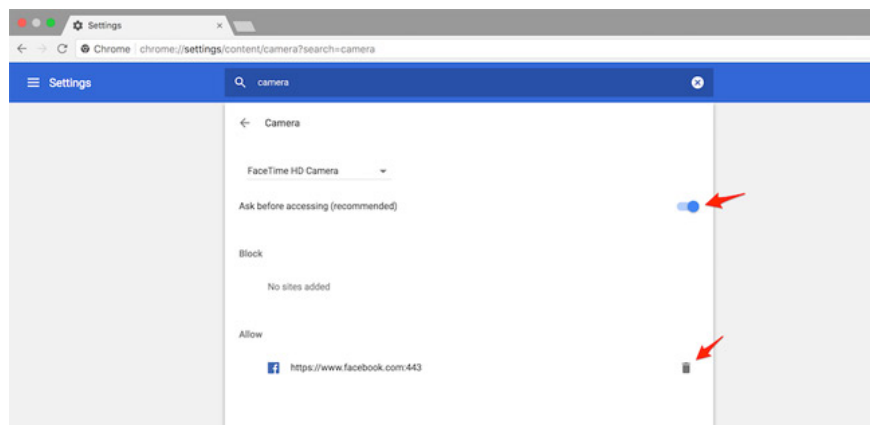 Settings
Chrome chrome://settings/content/camera?search=camera
Settings
camera
Camera
FaceTime HD Camera
Ask before accessing (recommended)
Block
No sites added
Allow
https://www.facebook.com:443